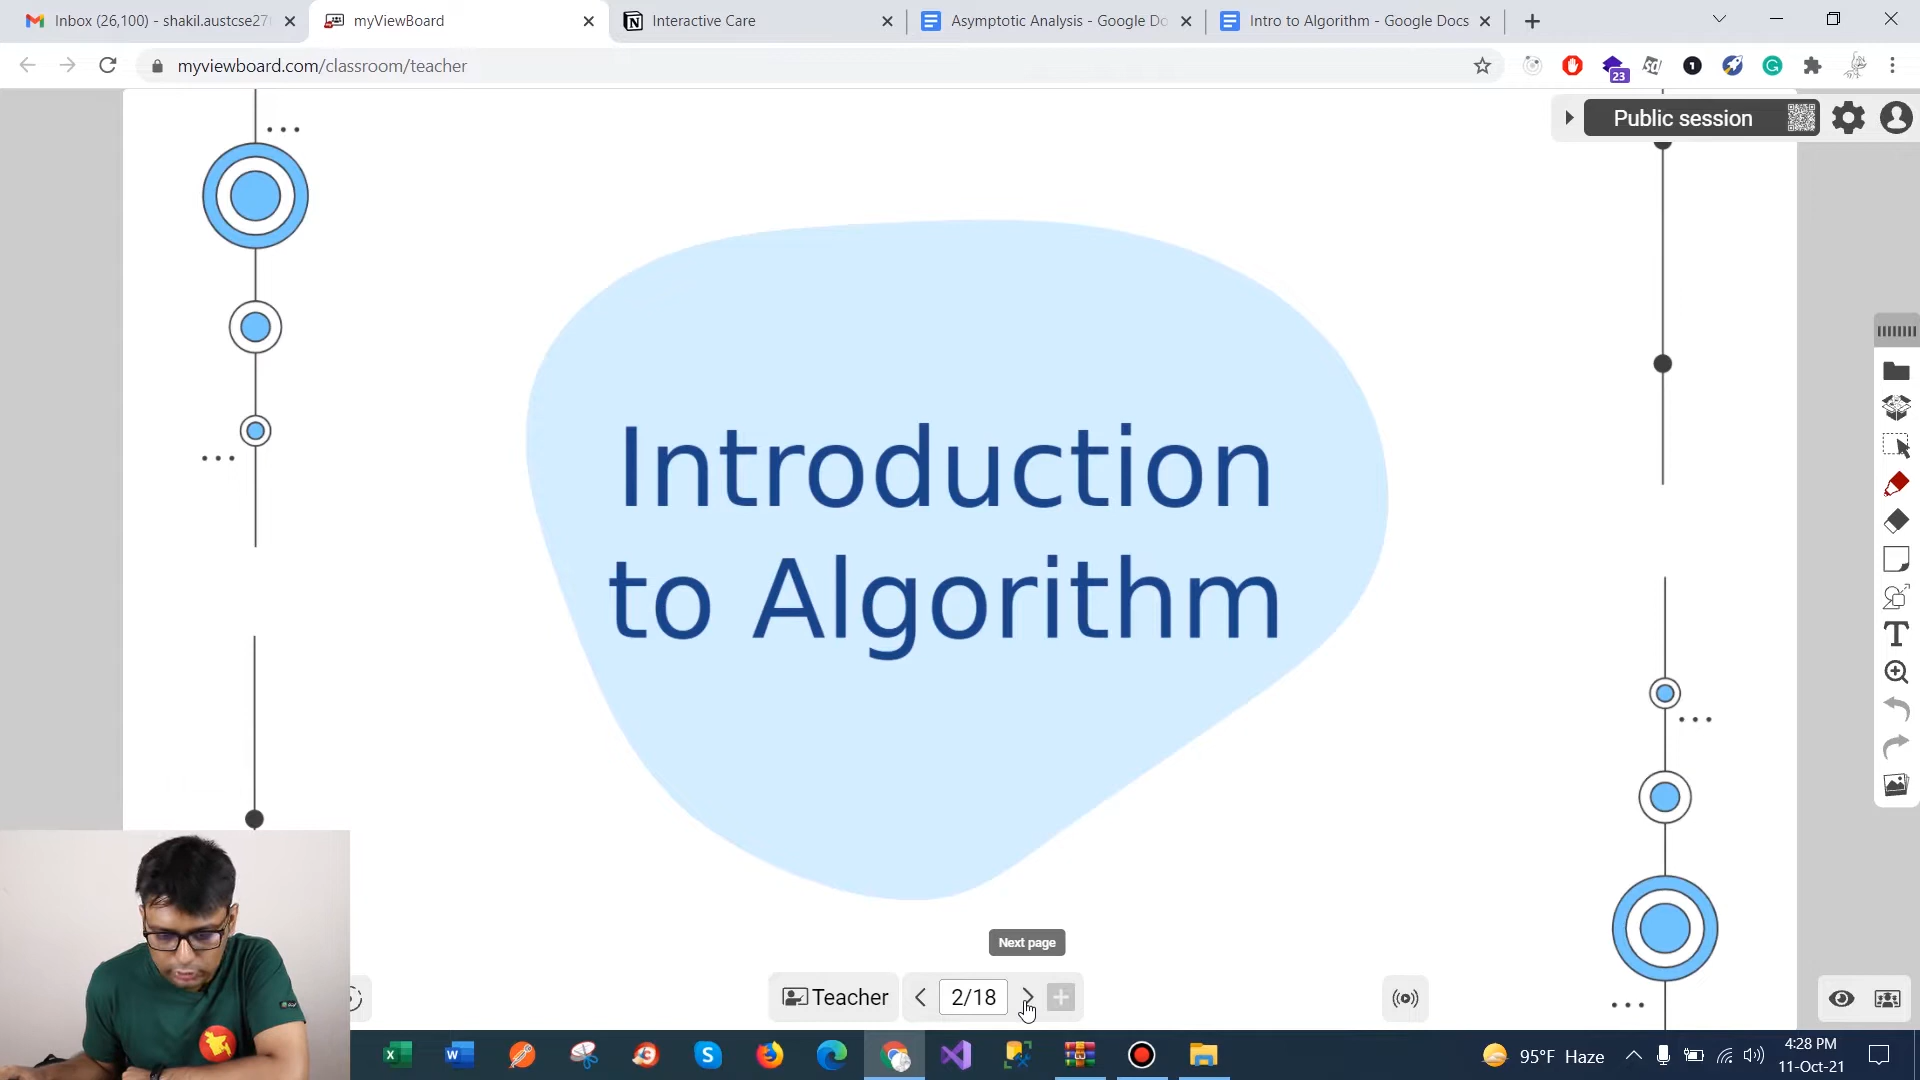 Inbox (26,100) - shakil.austcse27
myViewBoard
Interactive Care
Asymptotic Analysis - Google Do
Intro to Algorithm - Google Docs
myviewboard.com/classroom/teacher
23
Public session
Introduction
to Algorithm
Next page
Teacher
2/18
95°F Haze
4:28 PM
11-Oct-21